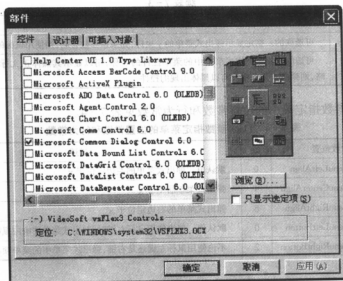 部件
控件 设计器 可插入对象
Help Center UI 1.0 Type Library
Microsoft Access BarCode Control 9.0
Microsoft ActiveX Plugin
Microsoft ADO Data Control 6.0 (OLEDB)
Microsoft Agent Control 2.0
Microsoft Chart Control 6.0 (OLEDB)
Microsoft Comm Control 6.0
Microsoft Common Dialog Control 6.0
Microsoft Data Bound List Controls 6.0
Microsoft DataGrid Control 6.0 (OLEDB)
Microsoft DataList Controls 6.0 (OLEDB
Microsoft DataRepeater Control 6.0 (OL
浏览(B)...
只显示选定项(S)
:-) VideoSoft vsFlex3 Controls
定位: C:\WINDOWS\system32\VSFLEX3.OCX
确定 取消 应用(A)